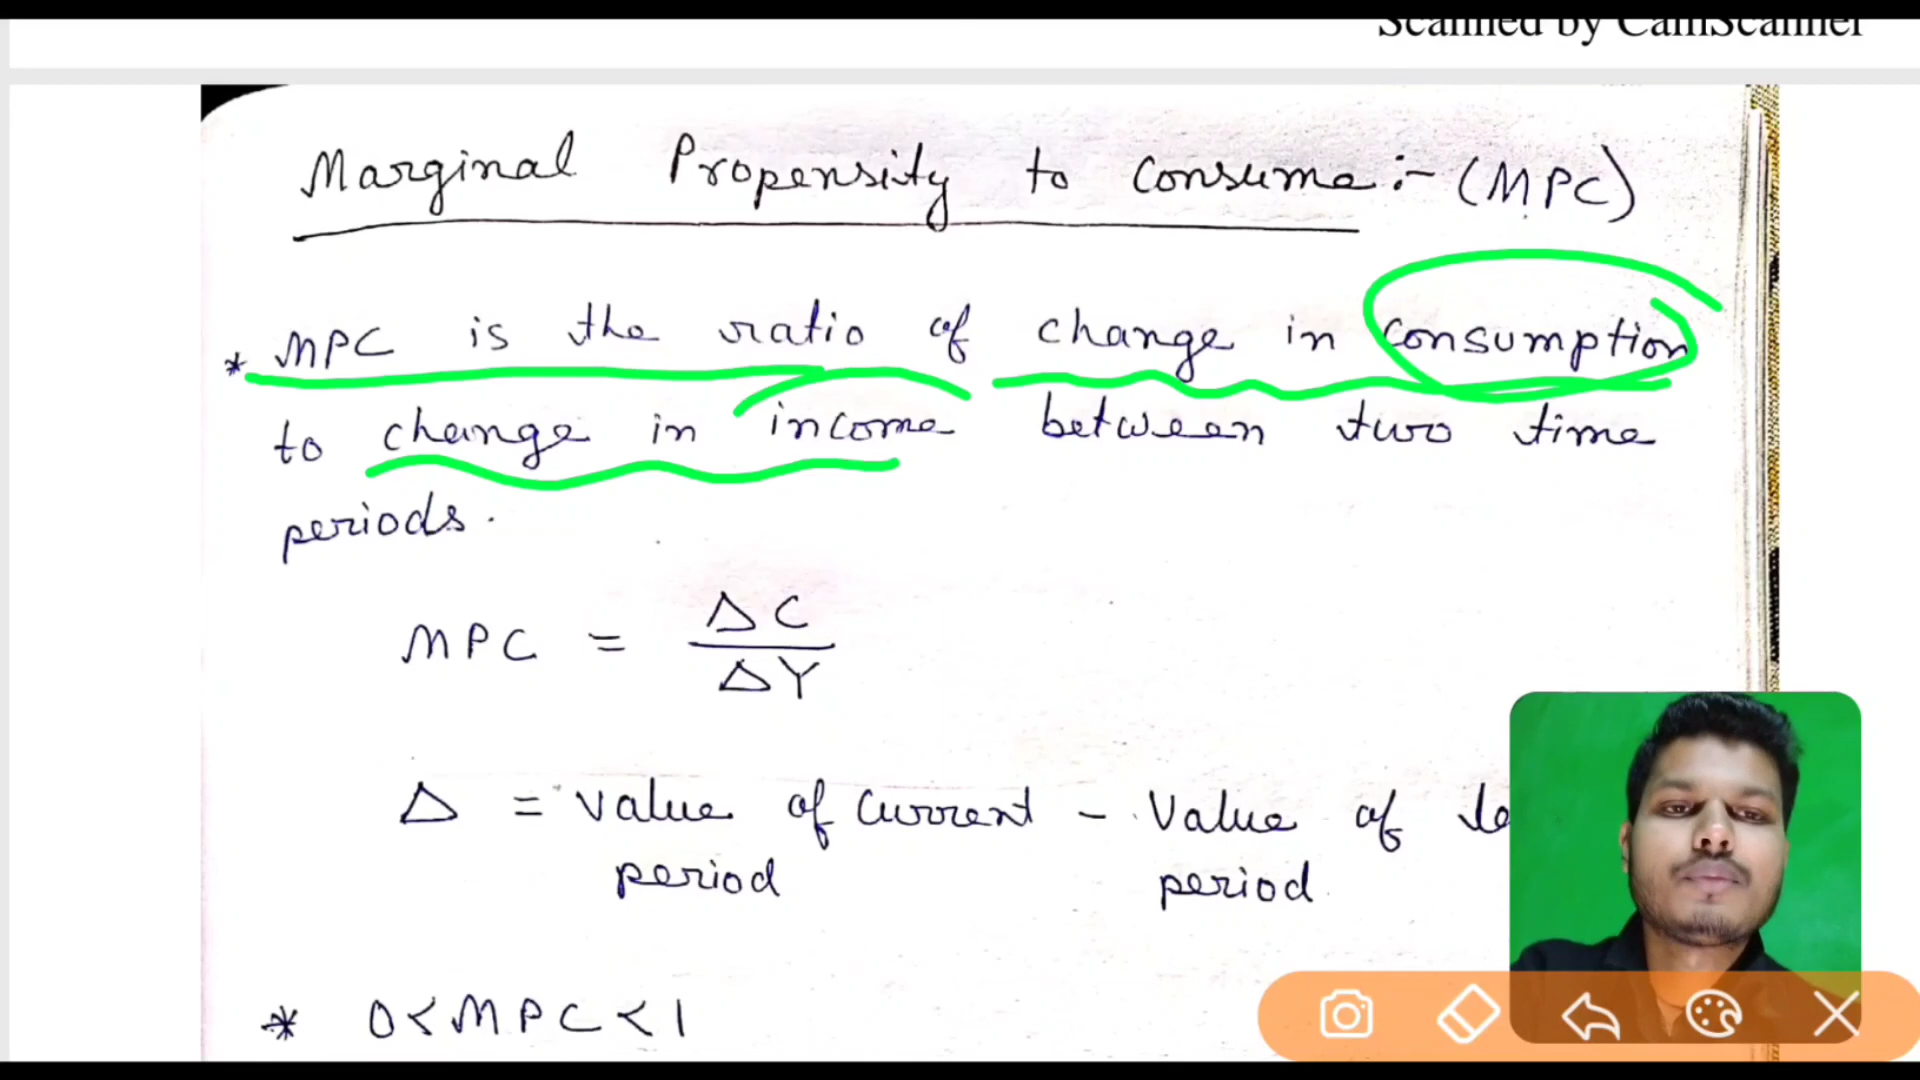 Scanned by CamScanner
Marginal Propensity to Consume :- (MPC)
* MPC is the ratio of change in consumption
to change in income between two time
periods.
MPC = ΔC
ΔY
Δ = Value of Current - Value of
period period.
* 0 < MPC < 1